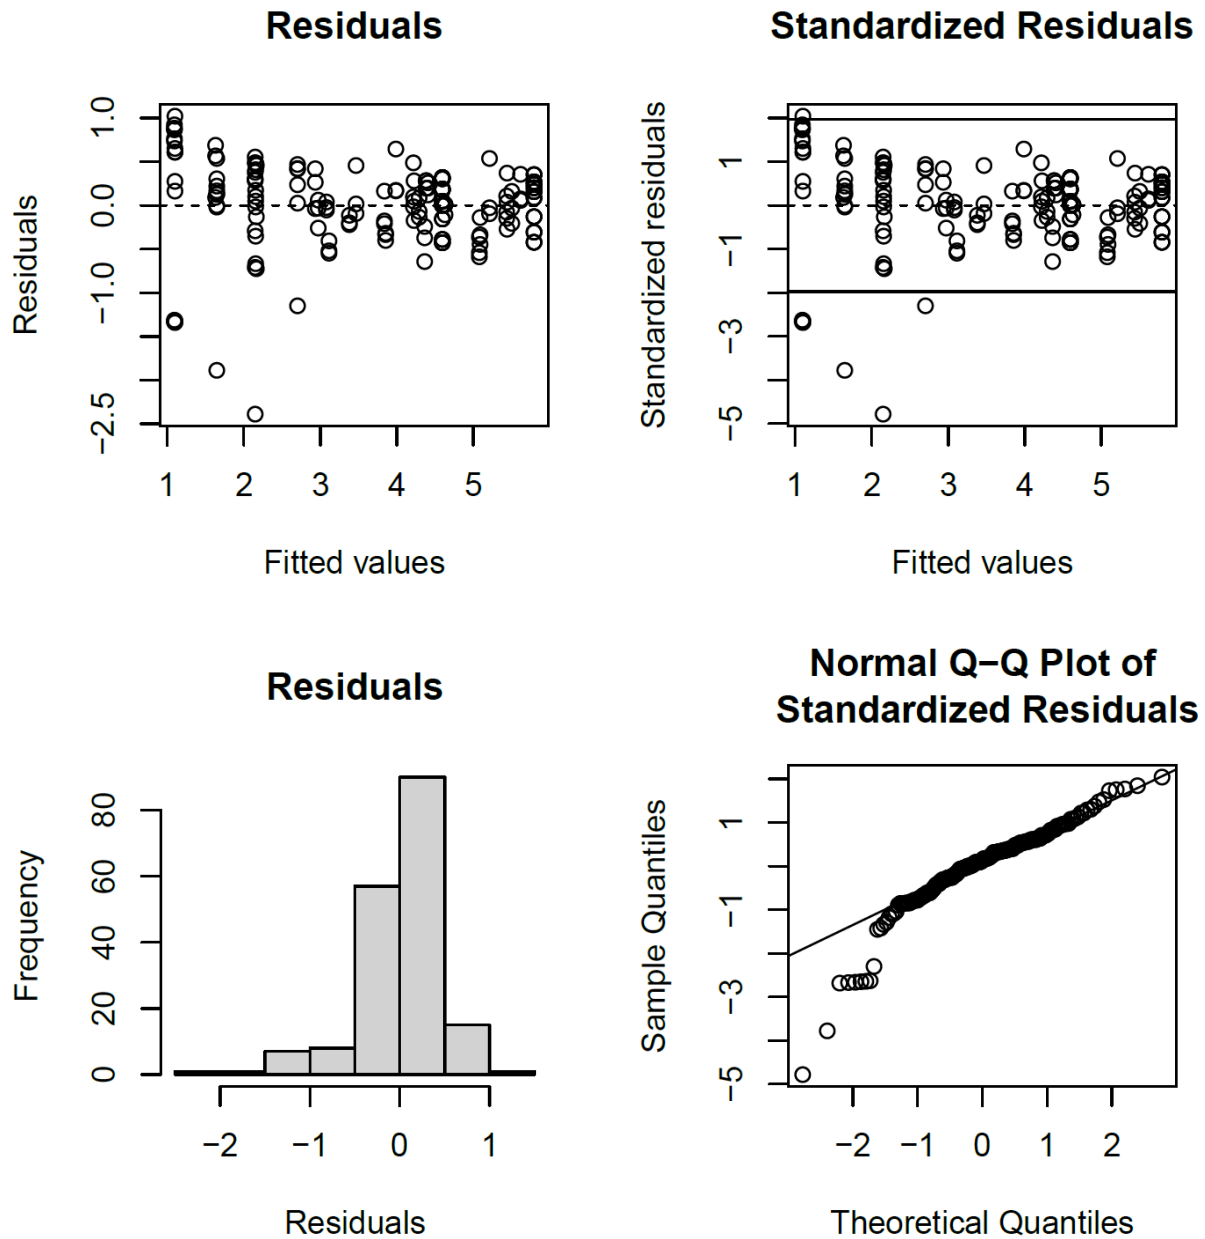 Residuals
Standardized Residuals
Residuals
1.0
0.0
−1.0
−2.5
1 2 3 4 5
Fitted values
Standardized residuals
1
−1
−3
−5
1 2 3 4 5
Fitted values
Residuals
Frequency
80
60
40
20
0
−2 −1 0 1
Residuals
Normal Q−Q Plot of
Standardized Residuals
Sample Quantiles
1
−1
−3
−5
−2 −1 0 1 2
Theoretical Quantiles